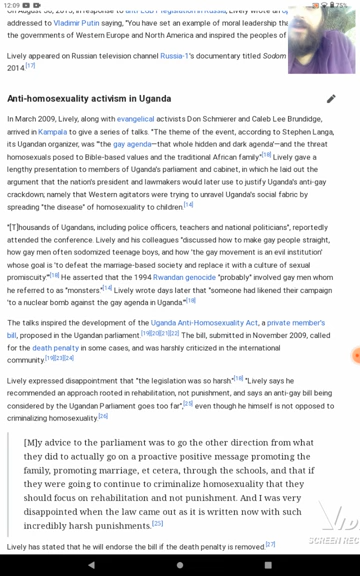 12:09
75%
addressed to Vladimir Putin saying, "You have set an example of moral leadership tha
the governments of Western Europe and North America and inspired the peoples of
Lively appeared on Russian television channel Russia-1's documentary titled Sodom
2014.[17]
Anti-homosexuality activism in Uganda
In March 2009, Lively, along with evangelical activists Don Schmierer and Caleb Lee Brundidge,
arrived in Kampala to give a series of talks. "The theme of the event, according to Stephen Langa,
its Ugandan organizer, was "'the gay agenda—that whole hidden and dark agenda'—and the threat
homosexuals posed to Bible-based values and the traditional African family"[18] Lively gave a
lengthy presentation to members of Uganda's parliament and cabinet, in which he laid out the
argument that the nation's president and lawmakers would later use to justify Uganda's anti-gay
crackdown, namely that Western agitators were trying to unravel Uganda's social fabric by
spreading "the disease" of homosexuality to children.[14]
"[T]housands of Ugandans, including police officers, teachers and national politicians", reportedly
attended the conference. Lively and his colleagues "discussed how to make gay people straight,
how gay men often sodomized teenage boys, and how 'the gay movement is an evil institution'
whose goal is 'to defeat the marriage-based society and replace it with a culture of sexual
promiscuity'"[18] He asserted that the 1994 Rwandan genocide "probably" involved gay men whom
he referred to as "monsters".[14] Lively wrote days later that "someone had likened their campaign
'to a nuclear bomb against the gay agenda in Uganda.'"[18]
The talks inspired the development of the Uganda Anti-Homosexuality Act, a private member's
bill, proposed in the Ugandan parliament.[19][20][21][22] The bill, submitted in November 2009, called
for the death penalty in some cases, and was harshly criticized in the international
community.[19][23][24]
Lively expressed disappointment that "the legislation was so harsh."[18] "Lively says he
recommended an approach rooted in rehabilitation, not punishment, and says an anti-gay bill being
considered by the Ugandan Parliament goes too far",[25] even though he himself is not opposed to
criminalizing homosexuality.[26]
[M]y advice to the parliament was to go the other direction from what
they did to actually go on a proactive positive message promoting the
family, promoting marriage, et cetera, through the schools, and that if
they were going to continue to criminalize homosexuality that they
should focus on rehabilitation and not punishment. And I was very
disappointed when the law came out as it is written now with such
incredibly harsh punishments.[25]
SCREEN REC
Lively has stated that he will endorse the bill if the death penalty is removed.[27]